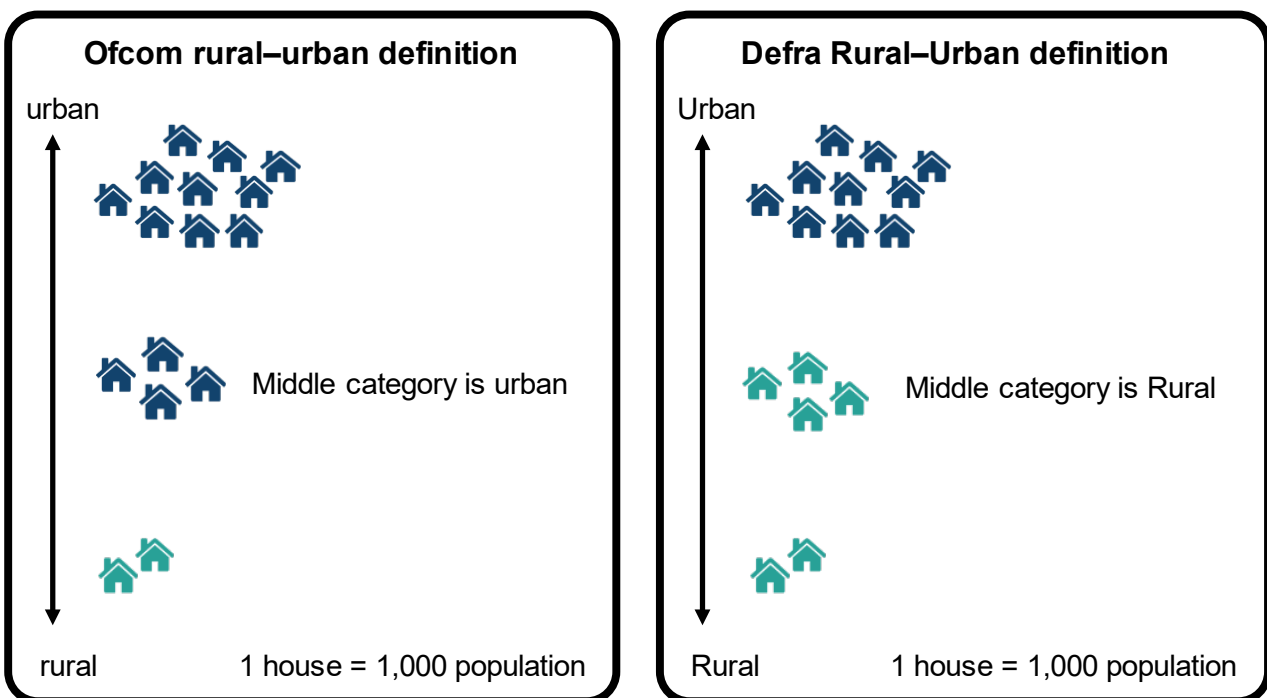 Ofcom rural–urban definition
urban
Middle category is urban
rural
1 house = 1,000 population
Defra Rural–Urban definition
Urban
Middle category is Rural
Rural
1 house = 1,000 population